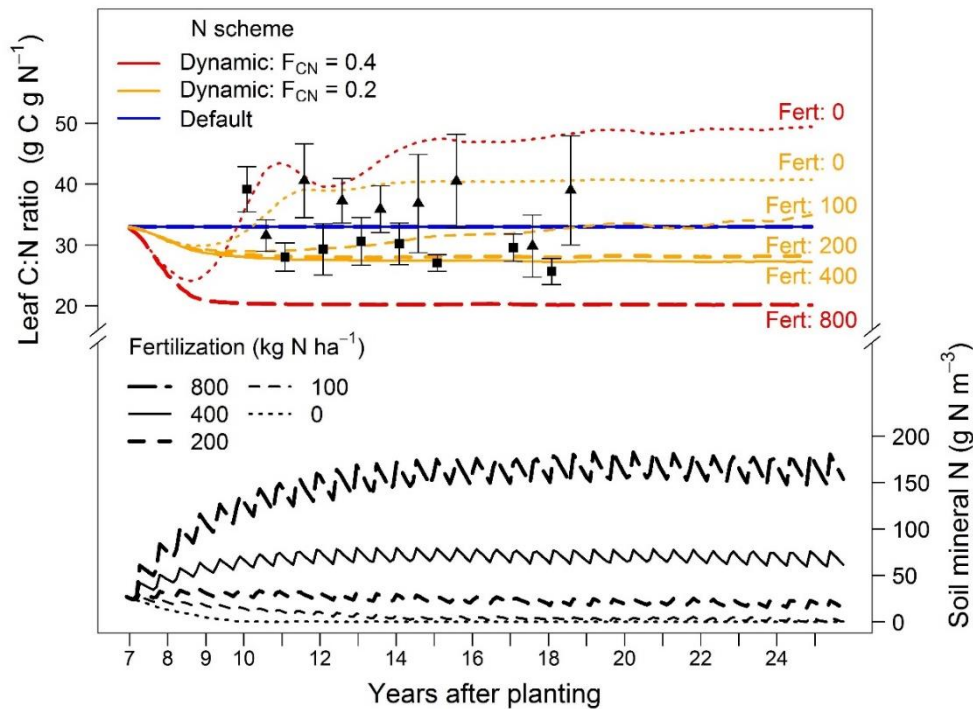 N scheme
Dynamic: F_CN = 0.4
Dynamic: F_CN = 0.2
Default
Leaf C:N ratio (g C g N⁻¹)
50
40
30
20
Fert: 0
Fert: 0
Fert: 100
Fert: 200
Fert: 400
Fert: 800
Fertilization (kg N ha⁻¹)
800
400
200
100
0
Soil mineral N (g N m⁻³)
200
150
100
50
0
7 8 9 10 12 14 16 18 20 22 24
Years after planting